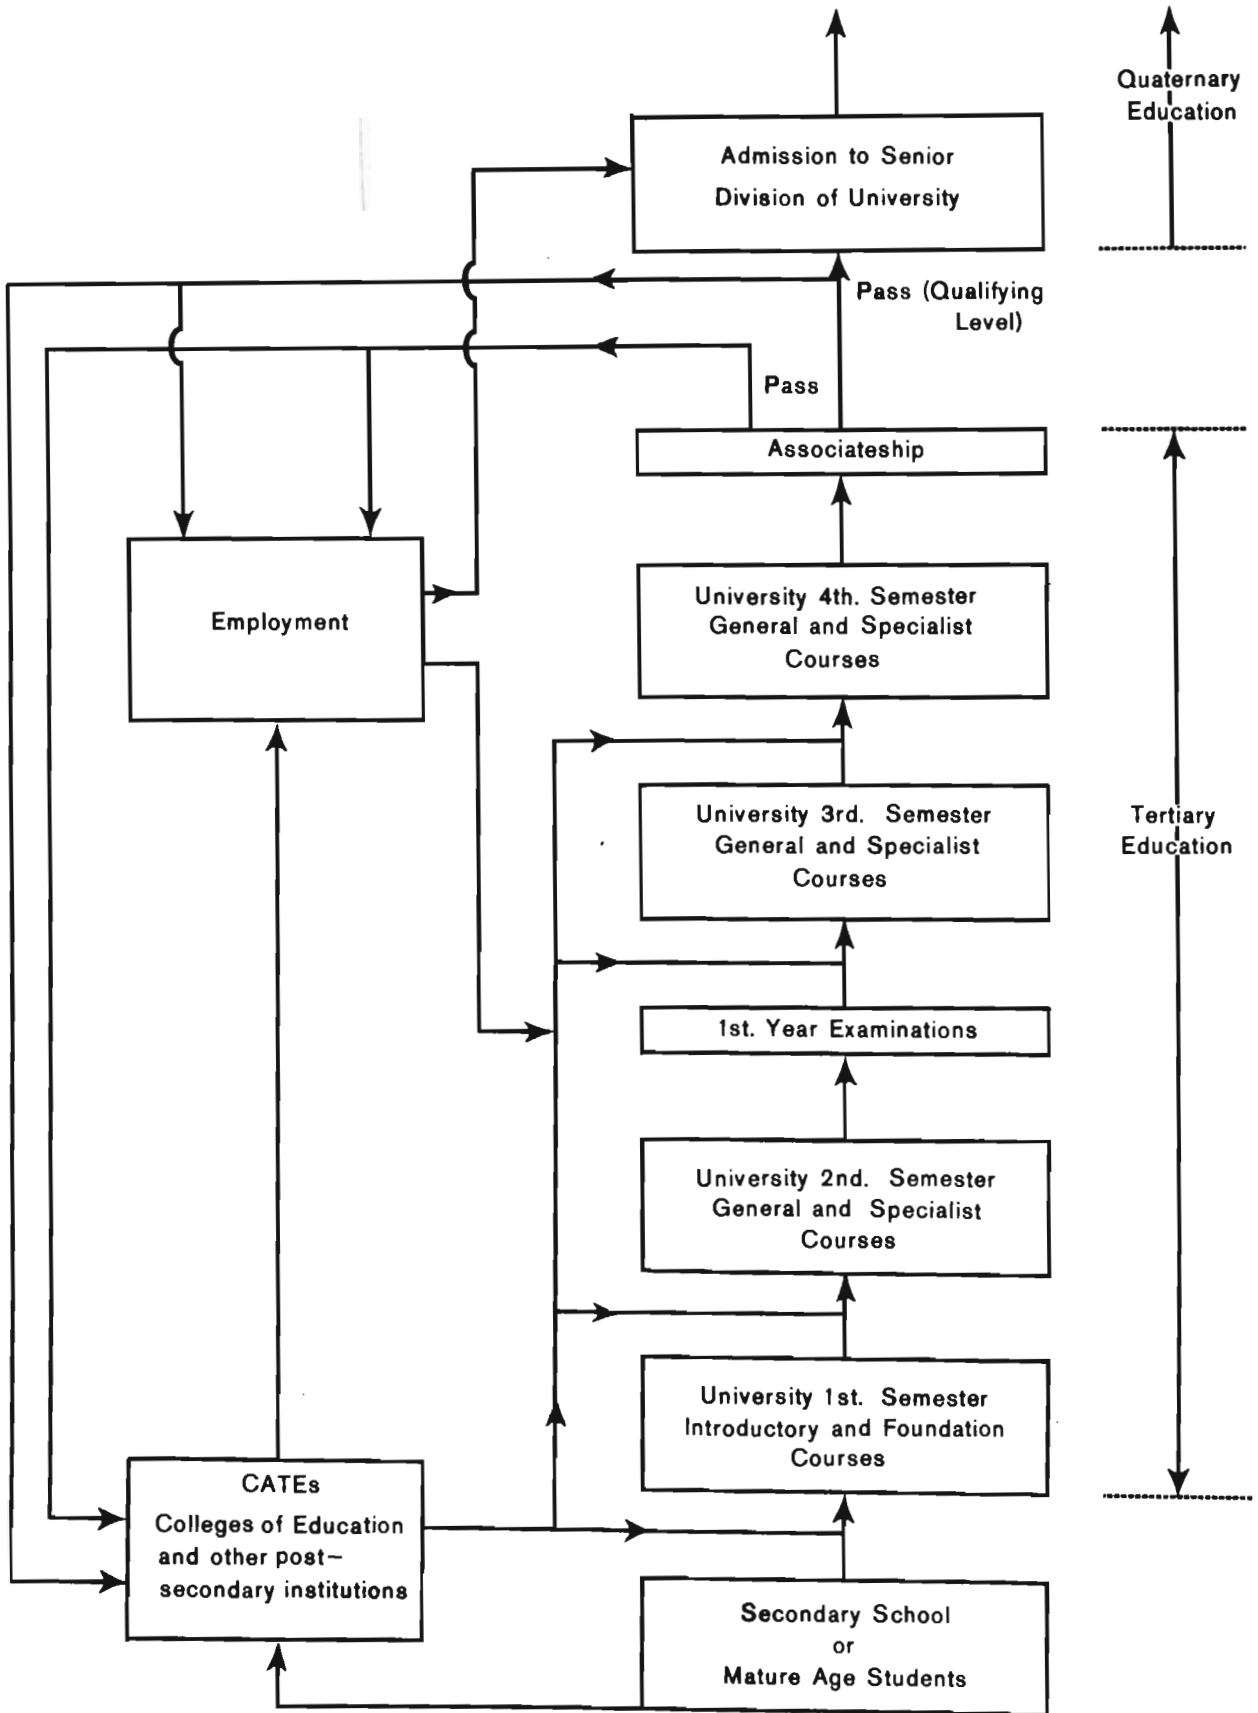 Quaternary
Education
Admission to Senior
Division of University
Pass (Qualifying
Level)
Pass
Associateship
University 4th. Semester
General and Specialist
Courses
Employment
University 3rd. Semester
General and Specialist
Courses
Tertiary
Education
1st. Year Examinations
University 2nd. Semester
General and Specialist
Courses
University 1st. Semester
Introductory and Foundation
Courses
CATEs
Colleges of Education
and other post-
secondary institutions
Secondary School
or
Mature Age Students